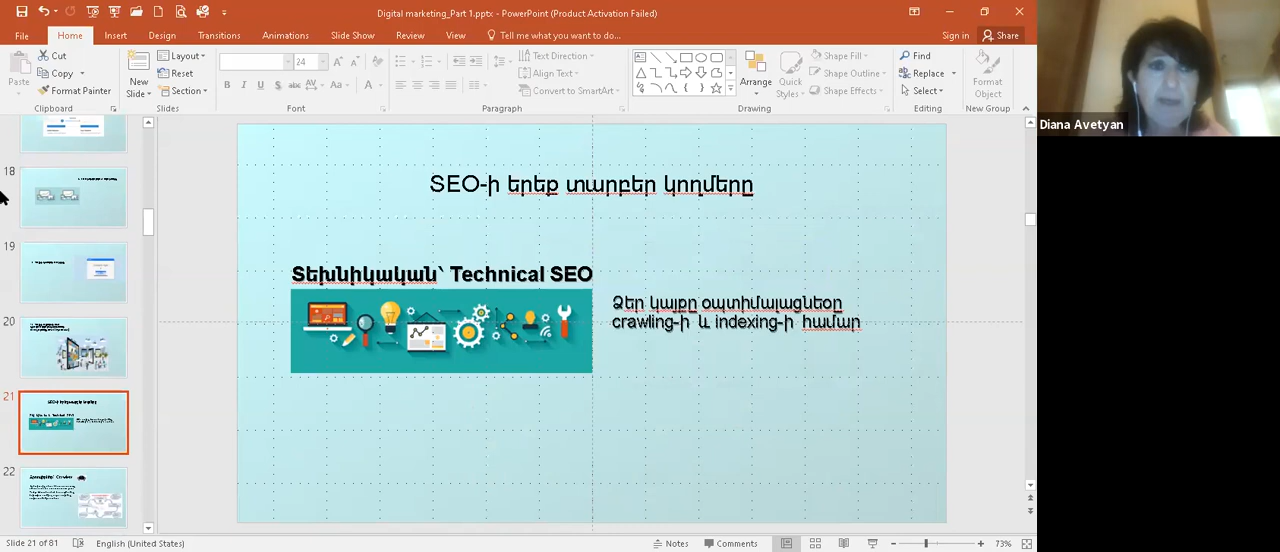 Digital marketing_Part 1.pptx - PowerPoint (Product Activation Failed)
File Home Insert Design Transitions Animations Slide Show Review View Tell me what you want to do... Sign in Share
Paste
Cut
Copy
Format Painter
Clipboard
New Slide
Layout
Reset
Section
Slides
24
B I U S abc AV Aa A
Font
Text Direction
Align Text
Convert to SmartArt
Paragraph
Arrange
Quick Styles
Shape Fill
Shape Outline
Shape Effects
Drawing
Find
Replace
Select
Editing
Format Object
New Group
Diana Avetyan
18
19
20
21
22
SEO-ի երեք տարբեր կողմերը
Տեխնիկական՝ Technical SEO
Ձեր կայքը օպտիմալացնեօը
crawling-ի և indexing-ի համար
Slide 21 of 81 English (United States) Notes Comments 73%